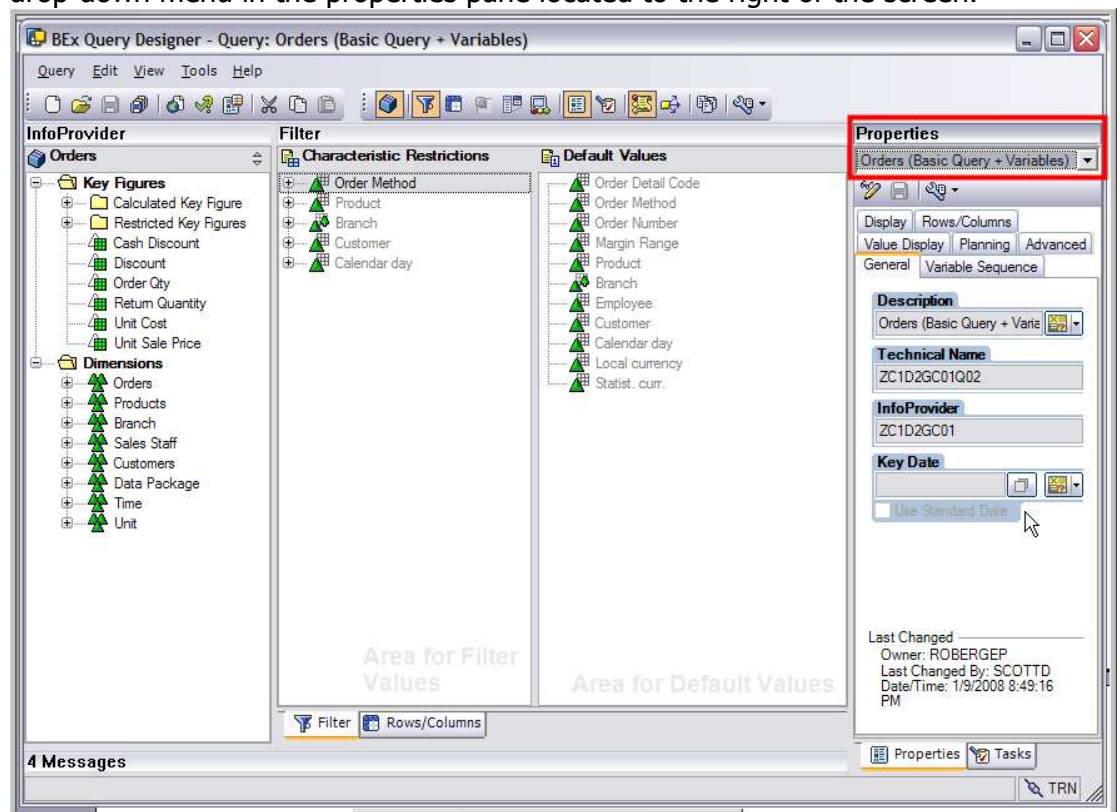 drop-down menu in the properties pane located to the right of the screen.
BEx Query Designer - Query: Orders (Basic Query + Variables)
Query Edit View Tools Help
InfoProvider
Orders
Key Figures
Calculated Key Figure
Restricted Key Figures
Cash Discount
Discount
Order Qty
Return Quantity
Unit Cost
Unit Sale Price
Dimensions
Orders
Products
Branch
Sales Staff
Customers
Data Package
Time
Unit
Filter
Characteristic Restrictions
Order Method
Product
Branch
Customer
Calendar day
Area for Filter
Values
Default Values
Order Detail Code
Order Method
Order Number
Margin Range
Product
Branch
Employee
Customer
Calendar day
Local currency
Statist. curr.
Area for Default Values
Filter Rows/Columns
Properties
Orders (Basic Query + Variables)
Display Rows/Columns
Value Display Planning Advanced
General Variable Sequence
Description
Orders (Basic Query + Varia
Technical Name
ZC1D2GC01Q02
InfoProvider
ZC1D2GC01
Key Date
Use Standard Date
Last Changed
Owner: ROBERGEP
Last Changed By: SCOTTD
Date/Time: 1/9/2008 8:49:16
PM
Properties Tasks
4 Messages
TRN